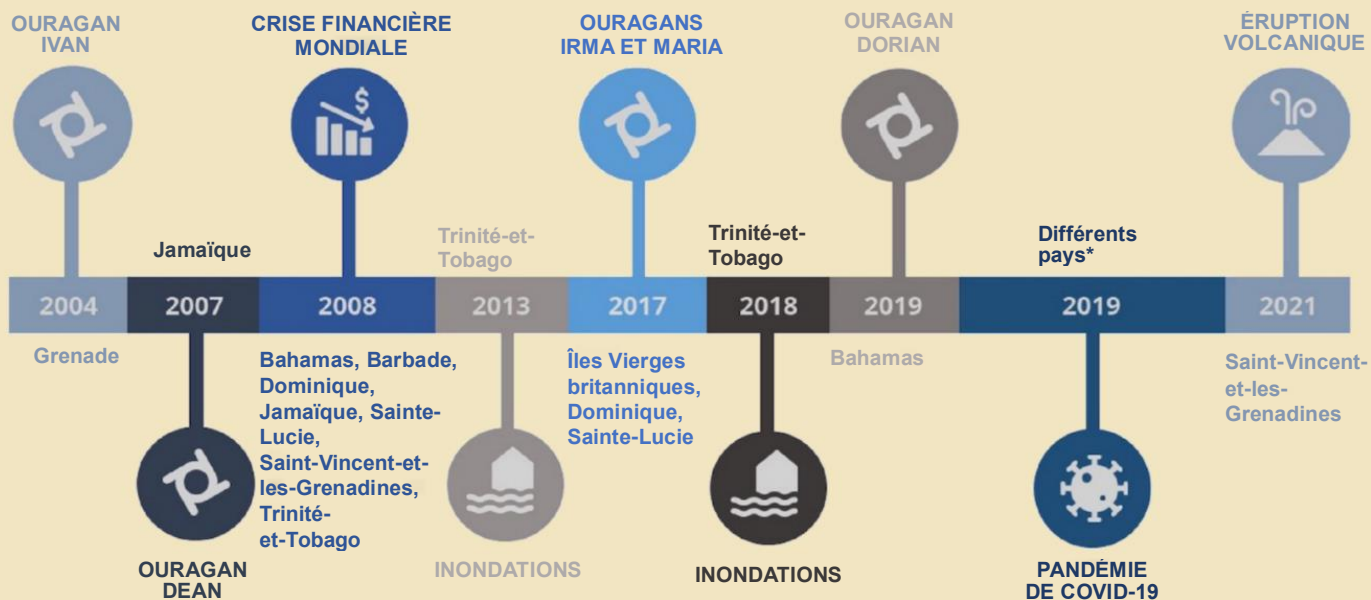 OURAGAN
IVAN
CRISE FINANCIÈRE
MONDIALE
OURAGANS
IRMA ET MARIA
OURAGAN
DORIAN
ÉRUPTION
VOLCANIQUE
$
Jamaïque
Trinité-et-
Tobago
Trinité-et-
Tobago
Différents
pays*
2004
2007
2008
2013
2017
2018
2019
2019
2021
Grenade
Bahamas, Barbade,
Dominique,
Jamaïque, Sainte-
Lucie,
Saint-Vincent-et-
les-Grenadines,
Trinité-
et-Tobago
Îles Vierges
britanniques,
Dominique,
Sainte-Lucie
Bahamas
Saint-Vincent-
et-les-
Grenadines
OURAGAN
DEAN
INONDATIONS
INONDATIONS
PANDÉMIE
DE COVID-19